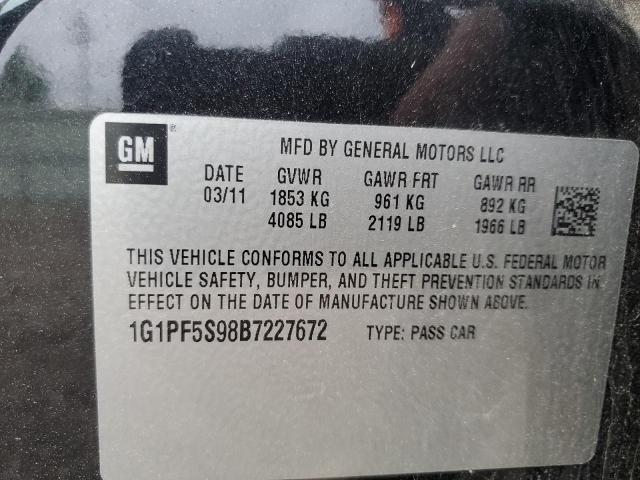 GM ®
MFD BY GENERAL MOTORS LLC
DATE GVWR GAWR FRT GAWR RR
03/11 1853 KG 961 KG 892 KG
4085 LB 2119 LB 1966 LB
THIS VEHICLE CONFORMS TO ALL APPLICABLE U.S. FEDERAL MOTOR
VEHICLE SAFETY, BUMPER, AND THEFT PREVENTION STANDARDS IN
EFFECT ON THE DATE OF MANUFACTURE SHOWN ABOVE.
1G1PF5S98B7227672 TYPE: PASS CAR